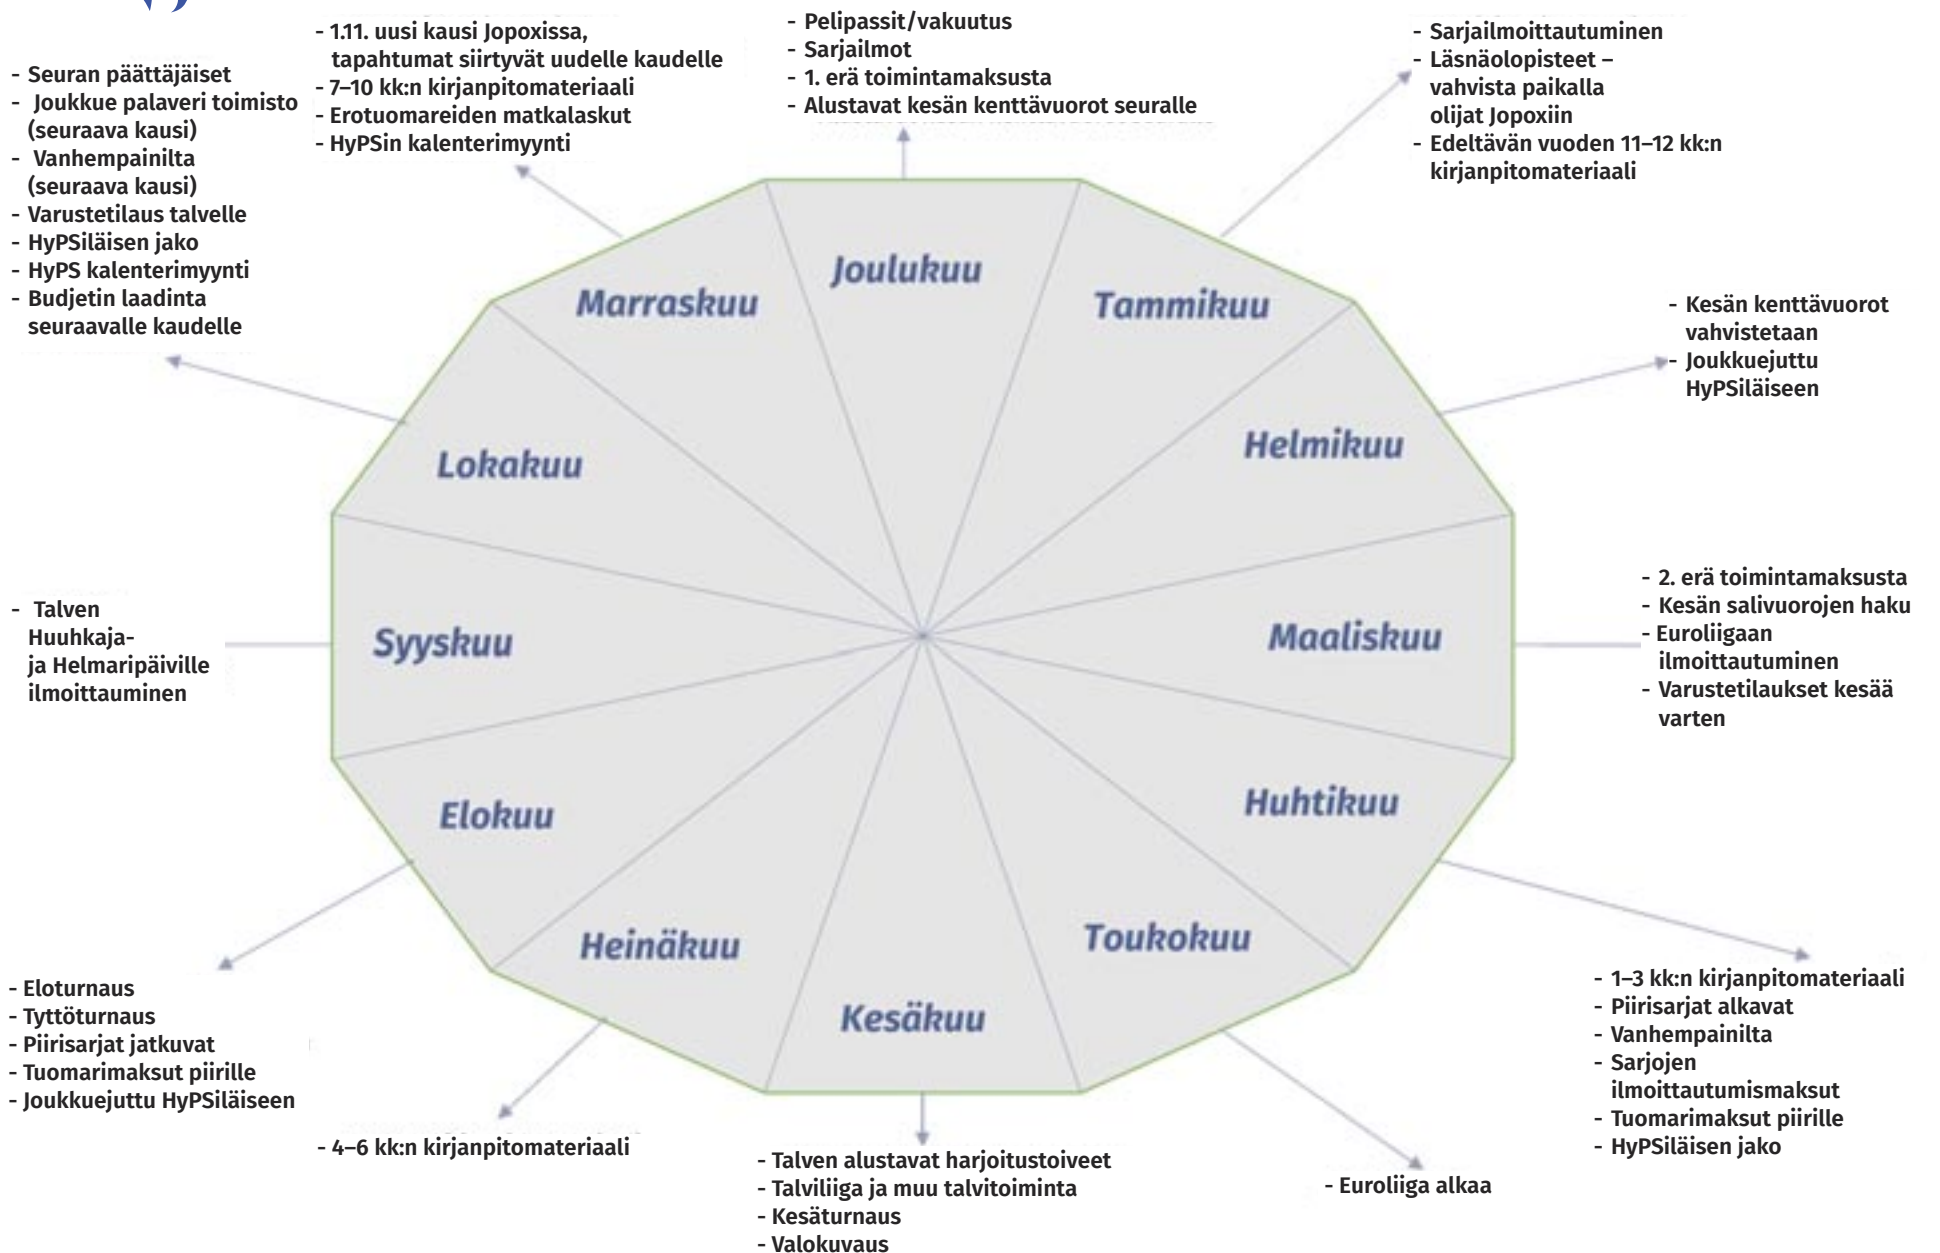 - 1.11. uusi kausi Jopoxissa,
tapahtumat siirtyvät uudelle kaudelle
- 7–10 kk:n kirjanpitomateriaali
- Erotuomareiden matkalaskut
- HyPSin kalenterimyynti
- Pelipassit/vakuutus
- Sarjailmot
- 1. erä toimintamaksusta
- Alustavat kesän kenttävuorot seuralle
- Sarjailmoittautuminen
- Läsnäolopisteet –
vahvista paikalla
olijat Jopoxiin
- Edeltävän vuoden 11–12 kk:n
kirjanpitomateriaali
- Seuran päättäjäiset
- Joukkue palaveri toimisto
(seuraava kausi)
- Vanhempainilta
(seuraava kausi)
- Varustetilaus talvelle
- HyPSiläisen jako
- HyPS kalenterimyynti
- Budjetin laadinta
seuraavalle kaudelle
Joulukuu
Marraskuu
Tammikuu
- Kesän kenttävuorot
vahvistetaan
- Joukkuejuttu
HyPSiläiseen
Lokakuu
Helmikuu
- Talven
Huuhkaja-
ja Helmaripäiville
ilmoittauminen
Syyskuu
Maaliskuu
- 2. erä toimintamaksusta
- Kesän salivuorojen haku
- Euroliigaan
ilmoittautuminen
- Varustetilaukset kesää
varten
Elokuu
Huhtikuu
Heinäkuu
Toukokuu
Kesäkuu
- Eloturnaus
- Tyttöturnaus
- Piirisarjat jatkuvat
- Tuomarimaksut piirille
- Joukkuejuttu HyPSiläiseen
- 4–6 kk:n kirjanpitomateriaali
- Talven alustavat harjoitustoiveet
- Talviliiga ja muu talvitoiminta
- Kesäturnaus
- Valokuvaus
- Euroliiga alkaa
- 1–3 kk:n kirjanpitomateriaali
- Piirisarjat alkavat
- Vanhempainilta
- Sarjojen
ilmoittautumismaksut
- Tuomarimaksut piirille
- HyPSiläisen jako